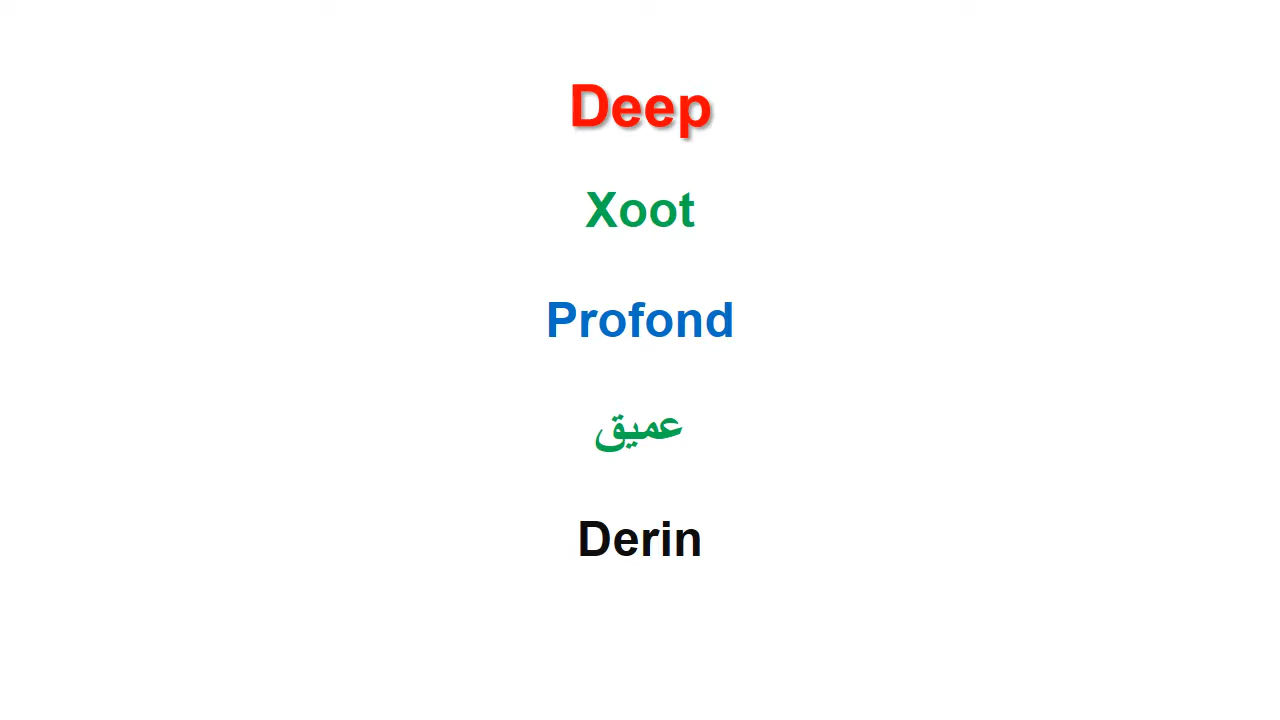 Deep
Xoot
Profond
عميق
Derin